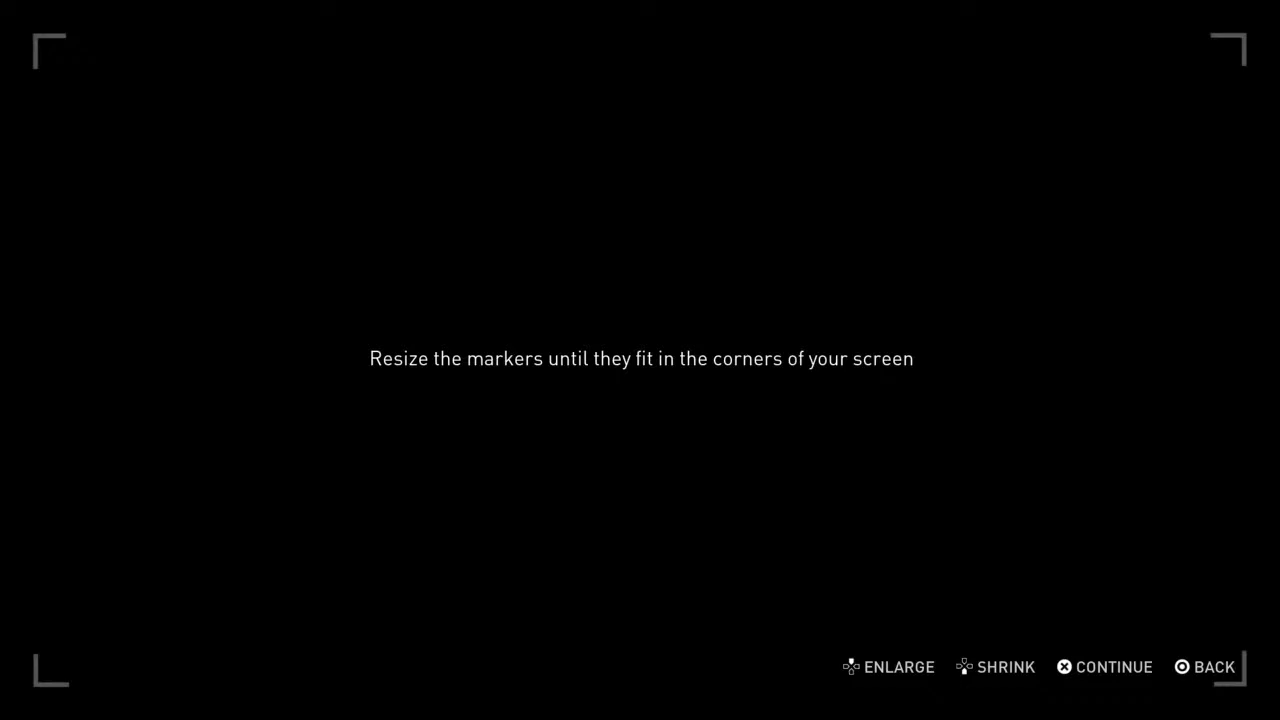 Resize the markers until they fit in the corners of your screen
ENLARGE SHRINK CONTINUE BACK